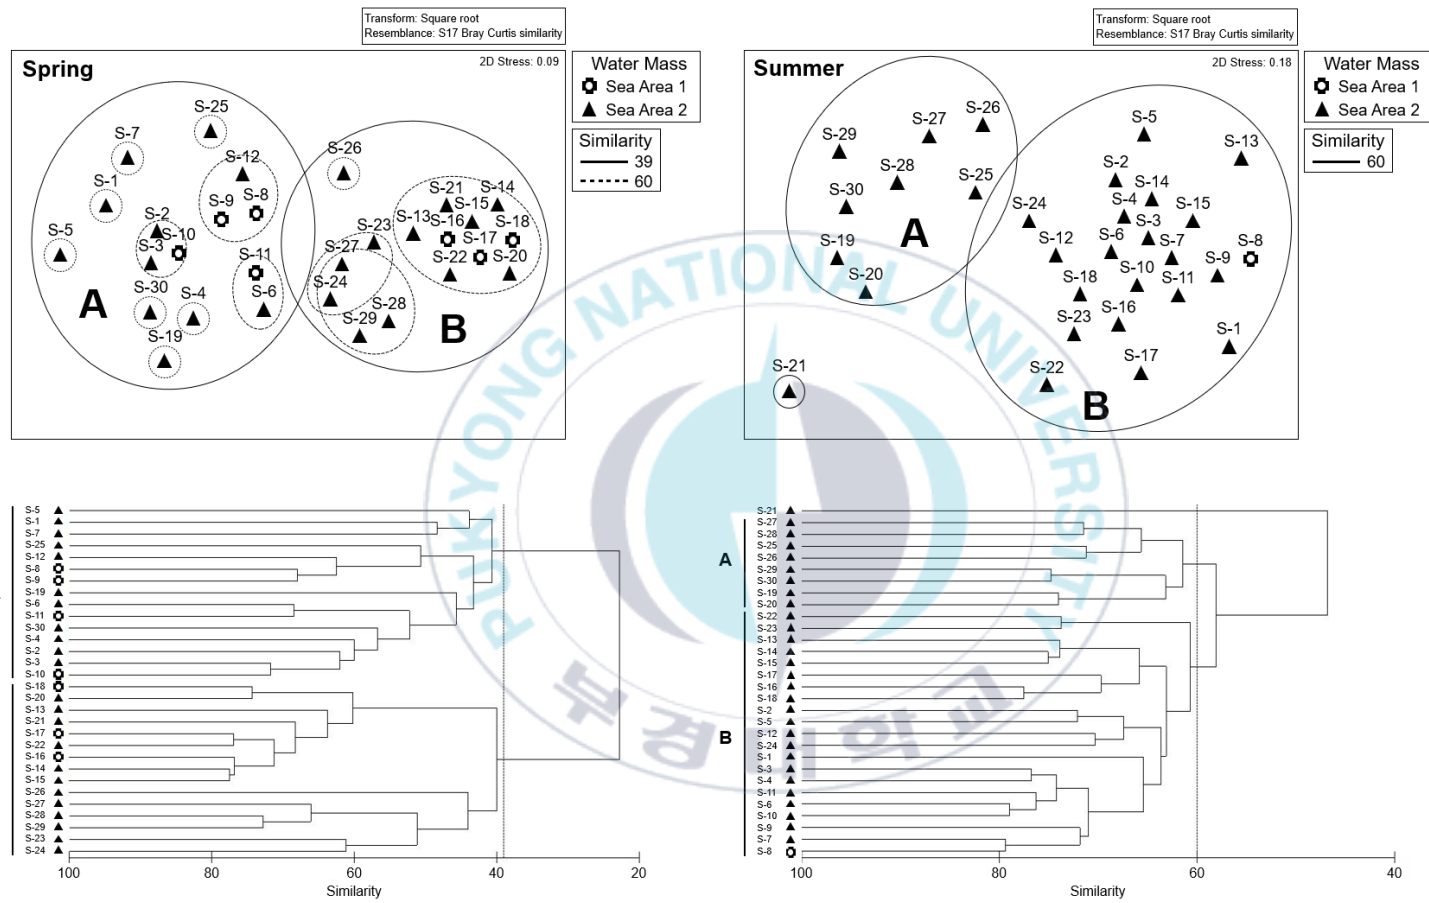 Transform: Square root
Resemblance: S17 Bray Curtis similarity
Spring
2D Stress: 0.09
S-25
S-7
S-12
S-1
S-9
S-8
S-2
S-10
S-5
S-3
S-11
S-30
S-4
S-6
S-19
A
S-26
S-21
S-14
S-15
S-13
S-16
S-18
S-23
S-17
S-27
S-22
S-20
S-24
S-28
S-29
B
Water Mass
Sea Area 1
Sea Area 2
Similarity
39
60
Transform: Square root
Resemblance: S17 Bray Curtis similarity
Summer
2D Stress: 0.18
S-26
S-27
S-29
S-28
S-25
S-30
A
S-19
S-20
S-21
S-5
S-13
S-2
S-14
S-24
S-4
S-15
S-3
S-12
S-6
S-7
S-8
S-9
S-18
S-10
S-11
S-23
S-16
S-1
S-22
S-17
B
Water Mass
Sea Area 1
Sea Area 2
Similarity
60
S-5
S-1
S-7
S-25
S-12
S-8
S-9
S-19
S-6
S-11
S-30
S-4
S-2
S-3
S-10
S-18
S-20
S-13
S-21
S-17
S-22
S-16
S-14
S-15
S-26
S-27
S-28
S-29
S-23
S-24
100 80 60 40 20
Similarity
A
B
S-21
S-27
S-28
S-25
S-26
S-29
S-30
S-19
S-20
S-22
S-23
S-13
S-14
S-15
S-17
S-16
S-18
S-2
S-5
S-12
S-24
S-1
S-3
S-4
S-11
S-6
S-10
S-9
S-7
S-8
100 80 60 40
Similarity
PUKYONG NATIONAL UNIVERSITY
부경대학교